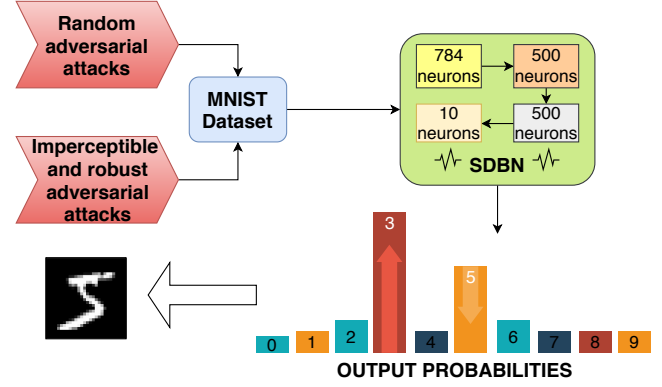 Random
adversarial
attacks
Imperceptible
and robust
adversarial
attacks
MNIST
Dataset
784
neurons
500
neurons
10
neurons
500
neurons
SDBN
0
1
2
3
4
5
6
7
8
9
OUTPUT PROBABILITIES